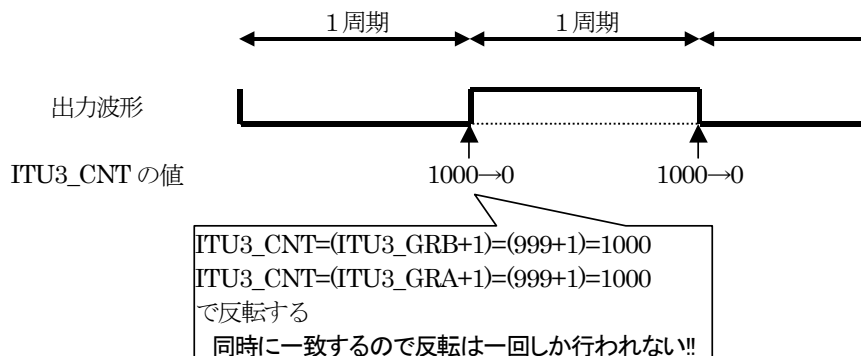 １周期 １周期
出力波形
ITU3_CNT の値 1000→0 1000→0
ITU3_CNT=(ITU3_GRB+1)=(999+1)=1000
ITU3_CNT=(ITU3_GRA+1)=(999+1)=1000
で反転する
同時に一致するので反転は一回しか行われない!!